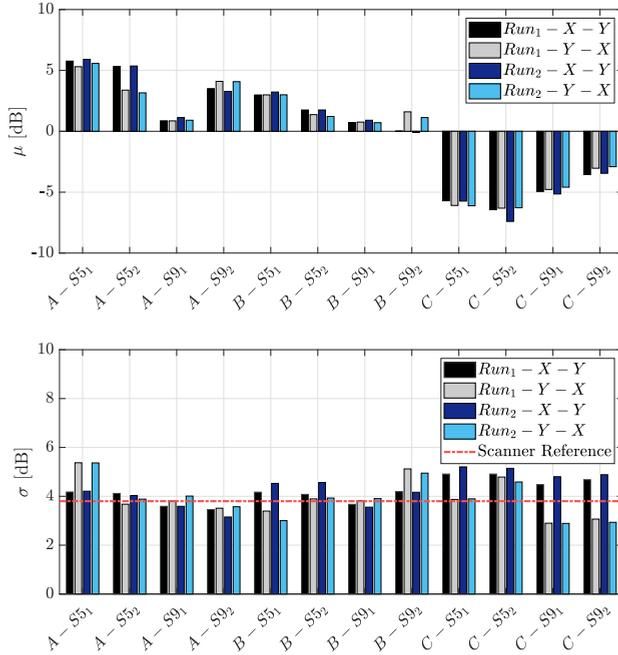 10
5
0
-5
-10
μ [dB]
Run₁ − X − Y
Run₁ − Y − X
Run₂ − X − Y
Run₂ − Y − X
A − S5₁
A − S5₂
A − S9₁
A − S9₂
B − S5₁
B − S5₂
B − S9₁
B − S9₂
C − S5₁
C − S5₂
C − S9₁
C − S9₂
10
8
6
4
2
0
σ [dB]
Run₁ − X − Y
Run₁ − Y − X
Run₂ − X − Y
Run₂ − Y − X
Scanner Reference
A − S5₁
A − S5₂
A − S9₁
A − S9₂
B − S5₁
B − S5₂
B − S9₁
B − S9₂
C − S5₁
C − S5₂
C − S9₁
C − S9₂